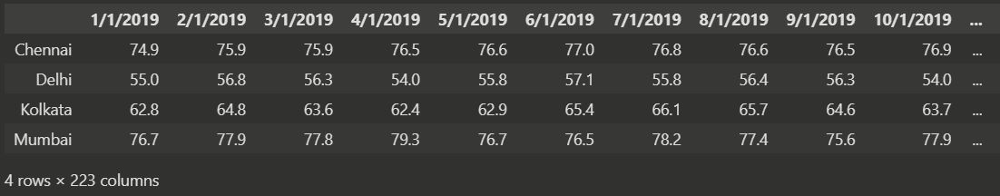 1/1/2019 2/1/2019 3/1/2019 4/1/2019 5/1/2019 6/1/2019 7/1/2019 8/1/2019 9/1/2019 10/1/2019 ...
Chennai 74.9 75.9 75.9 76.5 76.6 77.0 76.8 76.6 76.5 76.9 ...
Delhi 55.0 56.8 56.3 54.0 55.8 57.1 55.8 56.4 56.3 54.0 ...
Kolkata 62.8 64.8 63.6 62.4 62.9 65.4 66.1 65.7 64.6 63.7 ...
Mumbai 76.7 77.9 77.8 79.3 76.7 76.5 78.2 77.4 75.6 77.9 ...
4 rows × 223 columns